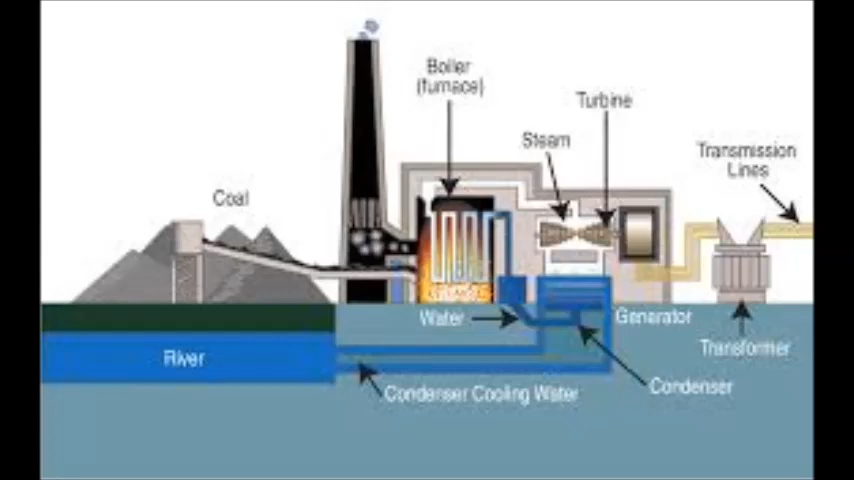 Boiler
(furnace)
Turbine
Steam
Transmission
Lines
Coal
Water
Generator
River
Transformer
Condenser Cooling Water
Condenser